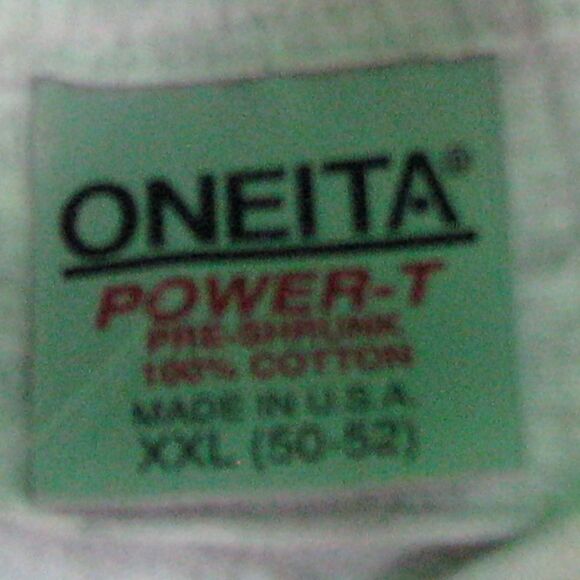 ONEITA®
POWER-T
PRE-SHRUNK
100% COTTON
MADE IN U.S.A.
XXL (50-52)